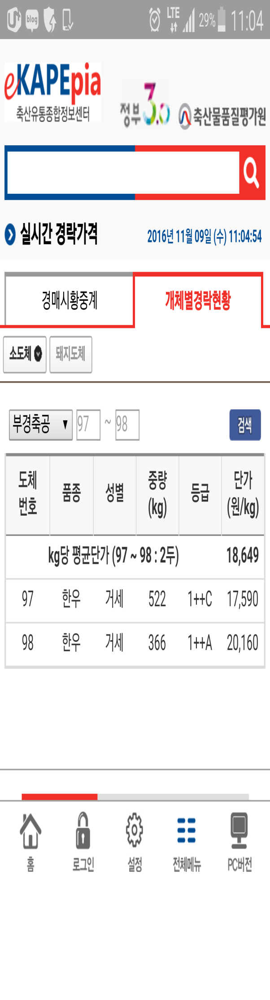 blog LTE 29% 11:04
eKAPEpia
축산유통종합정보센터
정부 3.0 축산물품질평가원
실시간 경락가격 2016년 11월 09일 (수) 11:04:54
경매시황중계 개체별경락현황
소도체 돼지도체
부경축공 ▼ 97 ~ 98 검색
도체 번호 품종 성별 중량 (kg) 등급 단가 (원/kg)
kg당 평균단가 (97 ~ 98 : 2두) 18,649
97 한우 거세 522 1++C 17,590
98 한우 거세 366 1++A 20,160
홈 로그인 설정 전체메뉴 PC버전